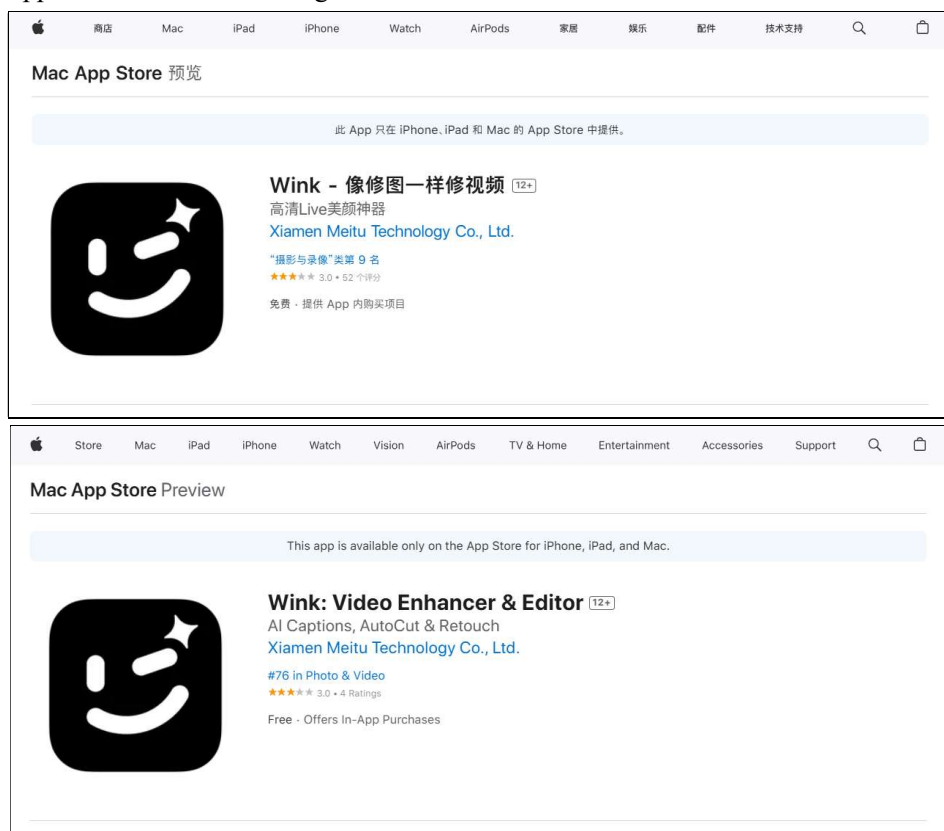 商店 Mac iPad iPhone Watch AirPods 家居 娱乐 配件 技术支持
Mac App Store 预览
此 App 只在 iPhone、iPad 和 Mac 的 App Store 中提供。
Wink - 像修图一样修视频 12+
高清Live美颜神器
Xiamen Meitu Technology Co., Ltd.
“摄影与录像”类第 9 名
★★★★★ 3.0 • 52 个评分
免费 · 提供 App 内购买项目
Store Mac iPad iPhone Watch Vision AirPods TV & Home Entertainment Accessories Support
Mac App Store Preview
This app is available only on the App Store for iPhone, iPad, and Mac.
Wink: Video Enhancer & Editor 12+
AI Captions, AutoCut & Retouch
Xiamen Meitu Technology Co., Ltd.
#76 in Photo & Video
★★★★★ 3.0 • 4 Ratings
Free · Offers In-App Purchases